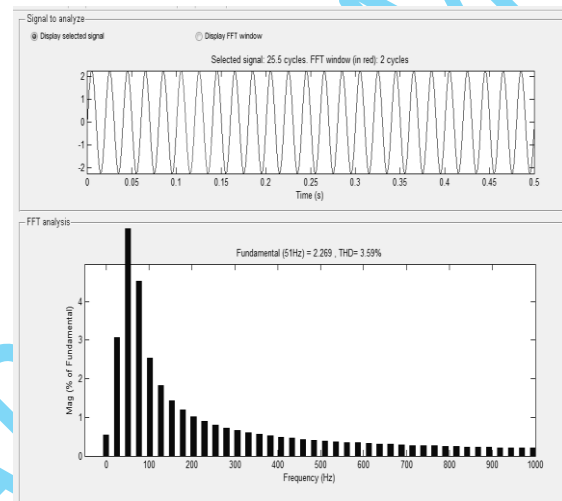 Signal to analyze
Display selected signal Display FFT window
Selected signal: 25.5 cycles. FFT window (in red): 2 cycles
2
1
0
-1
-2
0 0.05 0.1 0.15 0.2 0.25 0.3 0.35 0.4 0.45 0.5
Time (s)
FFT analysis
Fundamental (51Hz) = 2.269 , THD= 3.59%
Mag (% of Fundamental)
4
3
2
1
0
0 100 200 300 400 500 600 700 800 900 1000
Frequency (Hz)